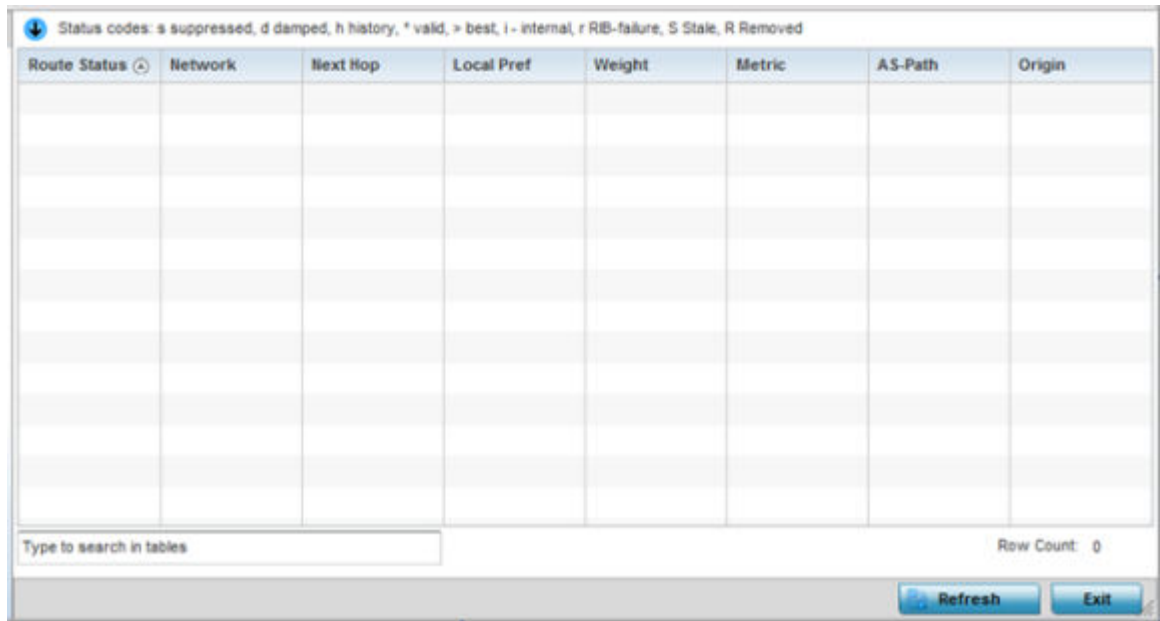 Status codes: s suppressed, d damped, h history, * valid, > best, i - internal, r RIB-failure, S Stale, R Removed
Route Status Network Next Hop Local Pref Weight Metric AS-Path Origin
Type to search in tables Row Count: 0
Refresh Exit